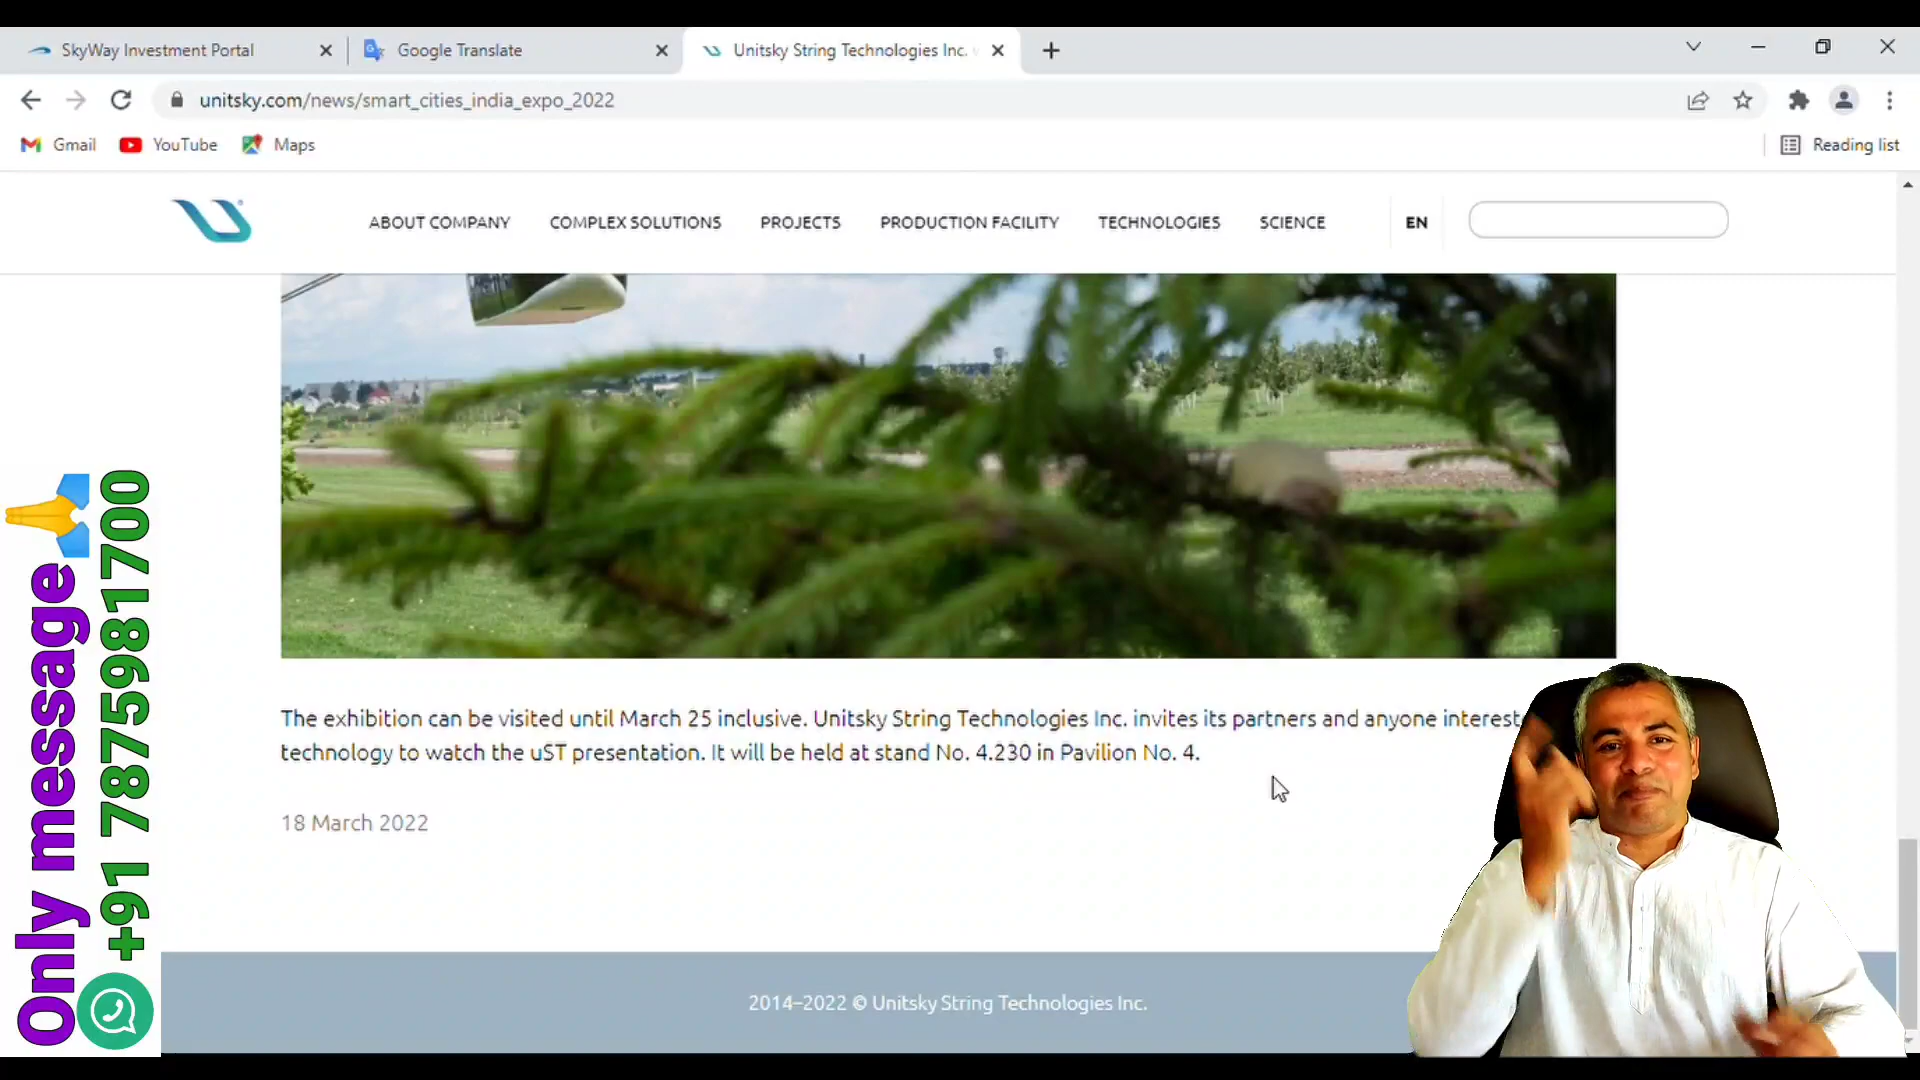 SkyWay Investment Portal
Google Translate
Unitsky String Technologies Inc.
unitsky.com/news/smart_cities_india_expo_2022
Gmail
YouTube
Maps
Reading list
ABOUT COMPANY
COMPLEX SOLUTIONS
PROJECTS
PRODUCTION FACILITY
TECHNOLOGIES
SCIENCE
EN
The exhibition can be visited until March 25 inclusive. Unitsky String Technologies Inc. invites its partners and anyone
technology to watch the uST presentation. It will be held at stand No. 4.230 in Pavilion No. 4.
18 March 2022
2014–2022 © Unitsky String Technologies Inc.
Only message
+91 7875981700